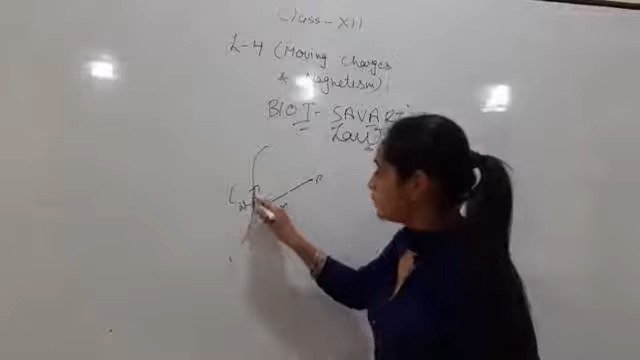 Class-XII
L-4 (Moving Charges
& Magnetism)
BIOT-SAVART
Law
P